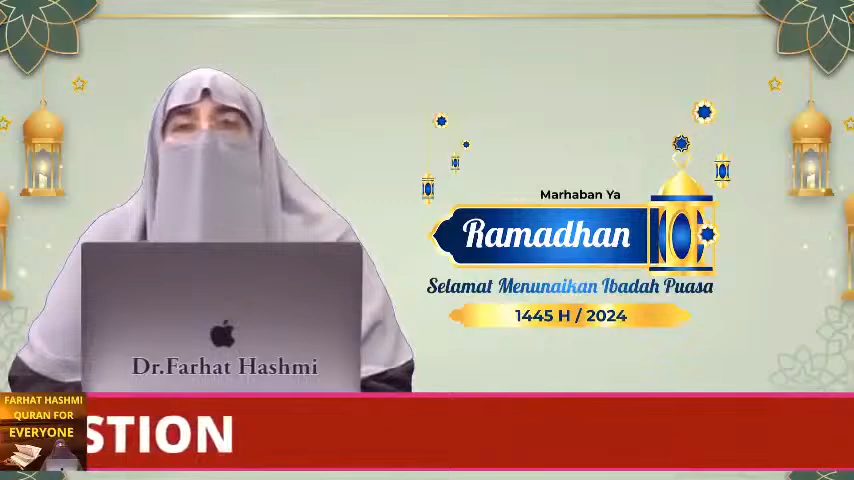 Marhaban Ya
Ramadhan
Selamat Menunaikan Ibadah Puasa
1445 H / 2024
Dr.Farhat Hashmi
FARHAT HASHMI
QURAN FOR
EVERYONE
STION